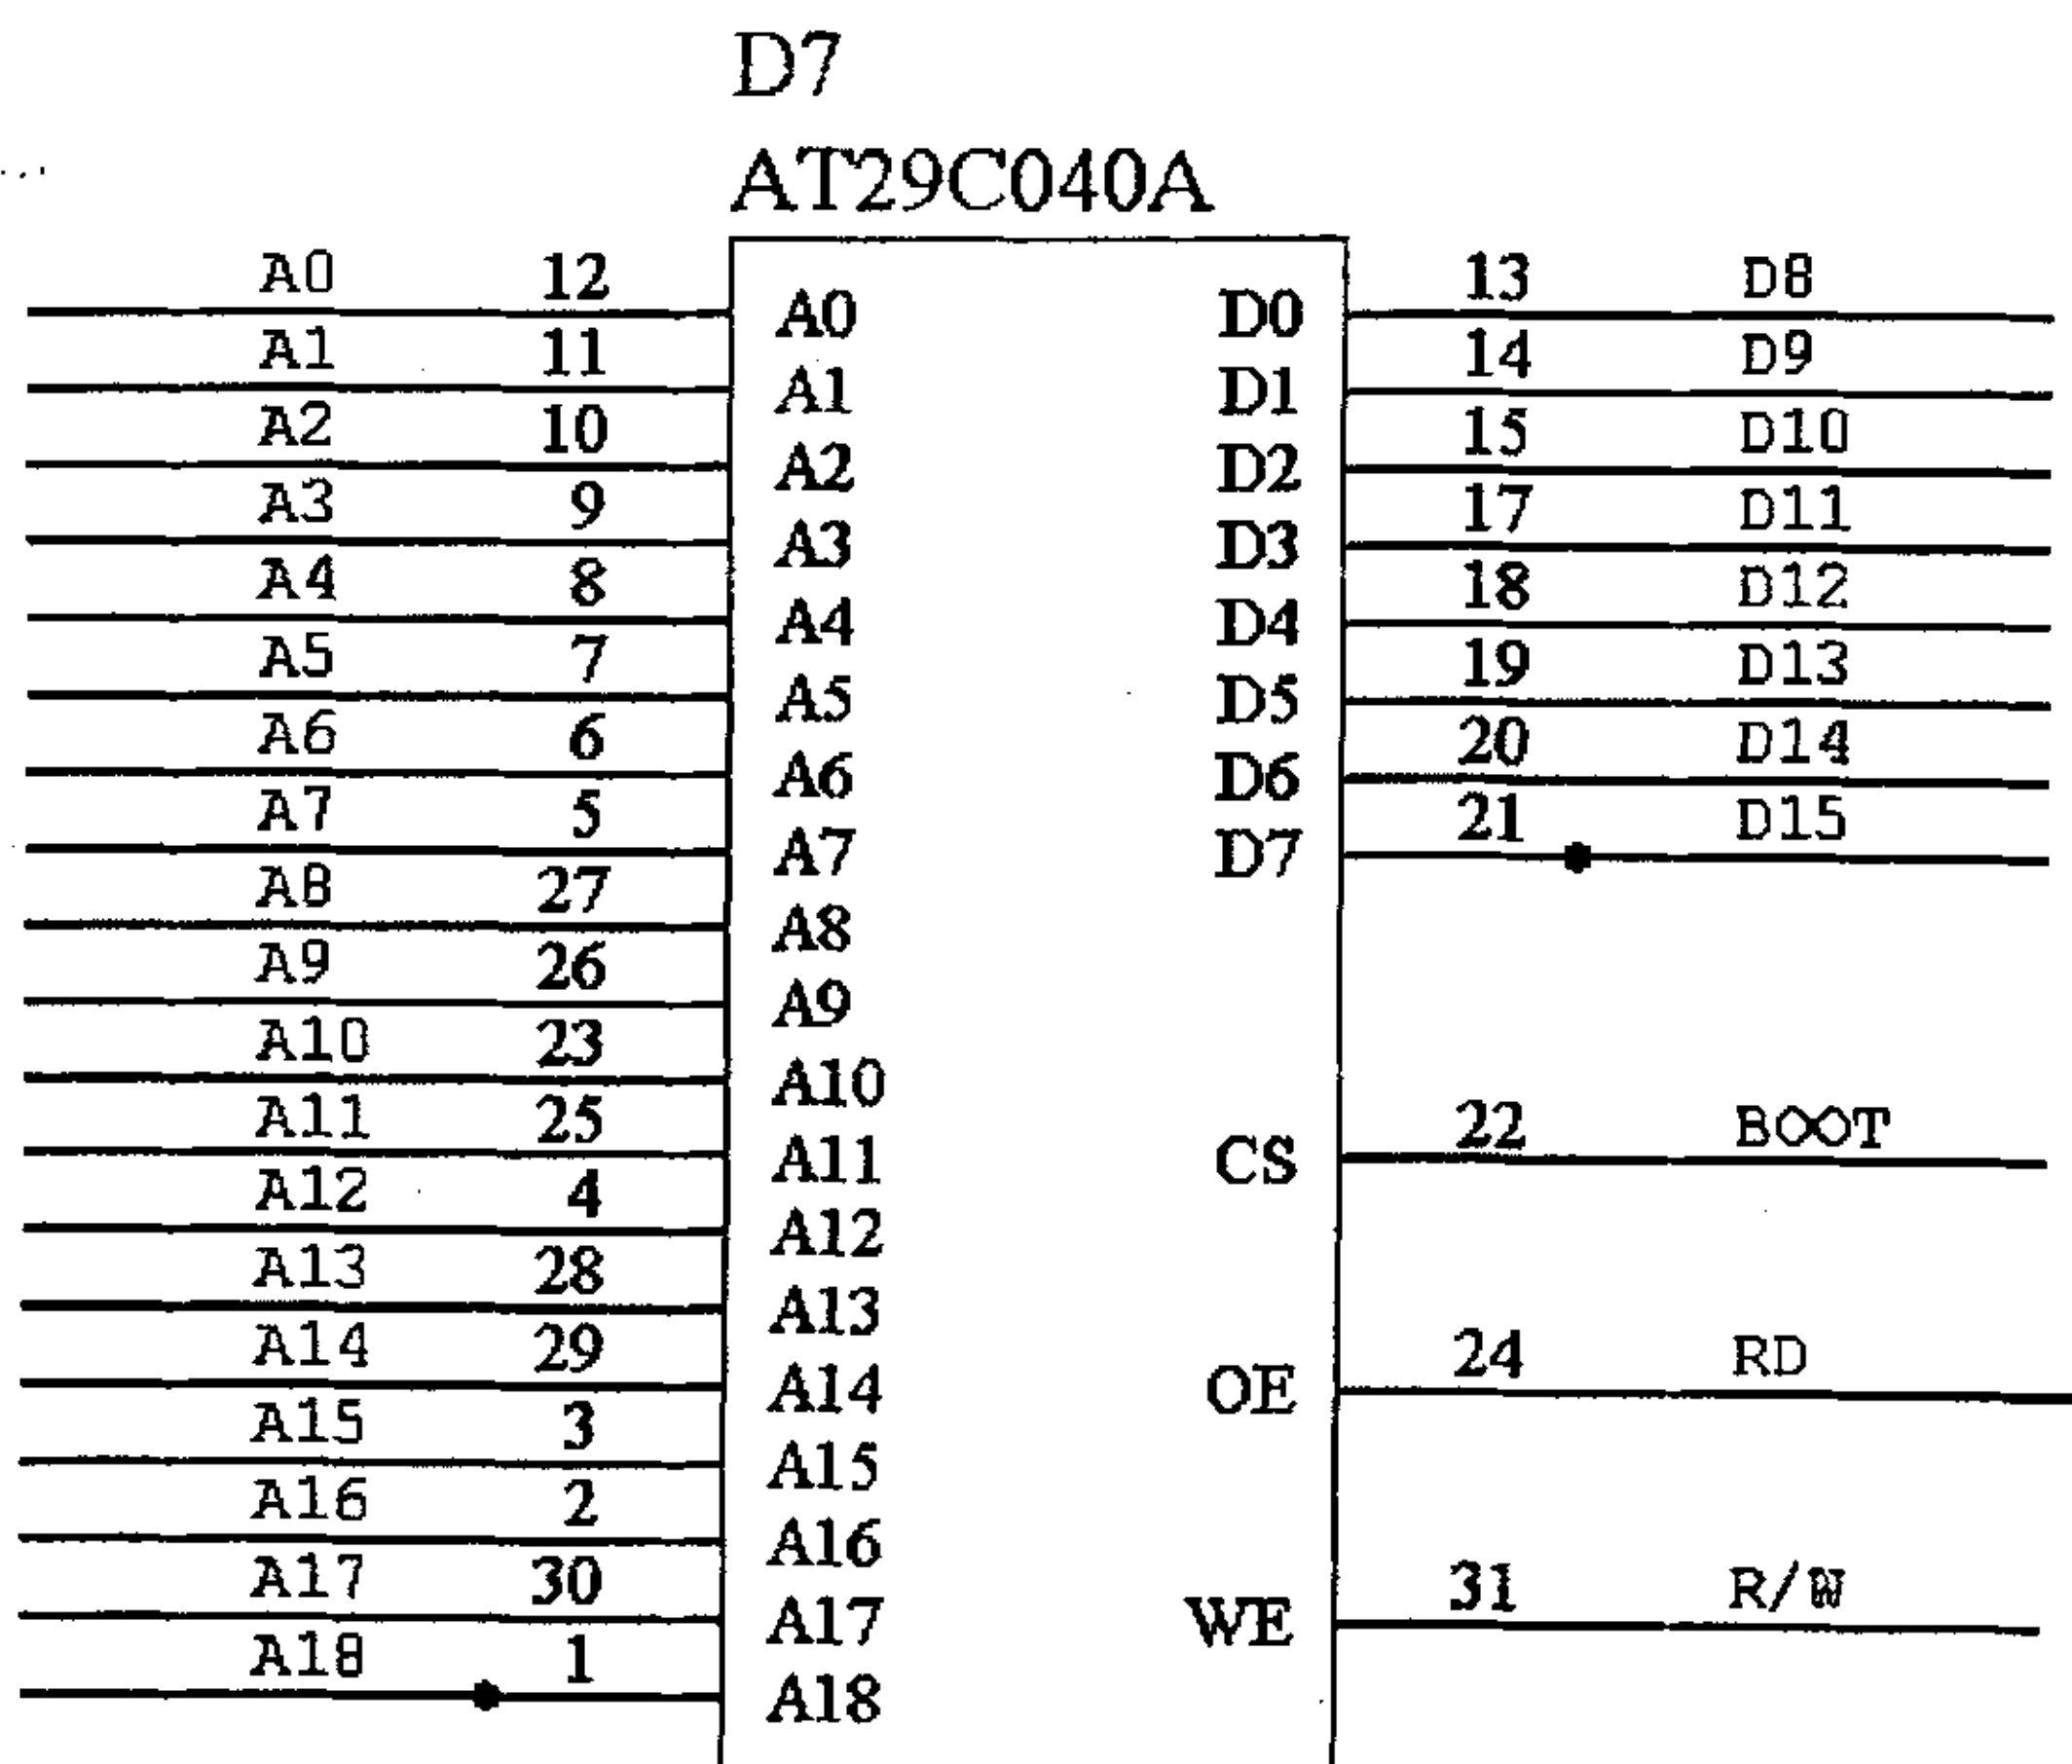 D7
AT29C040A
A0 12 A0 D0 13 D8
A1 11 A1 D1 14 D9
A2 10 A2 D2 15 D10
A3 9 A3 D3 17 D11
A4 8 A4 D4 18 D12
A5 7 A5 D5 19 D13
A6 6 A6 D6 20 D14
A7 5 A7 D7 21 D15
A8 27 A8
A9 26 A9
A10 23 A10
A11 25 A11 CS 22 BOOT
A12 4 A12
A13 28 A13
A14 29 A14 OE 24 RD
A15 3 A15
A16 2 A16
A17 30 A17 WE 31 R/W
A18 1 A18